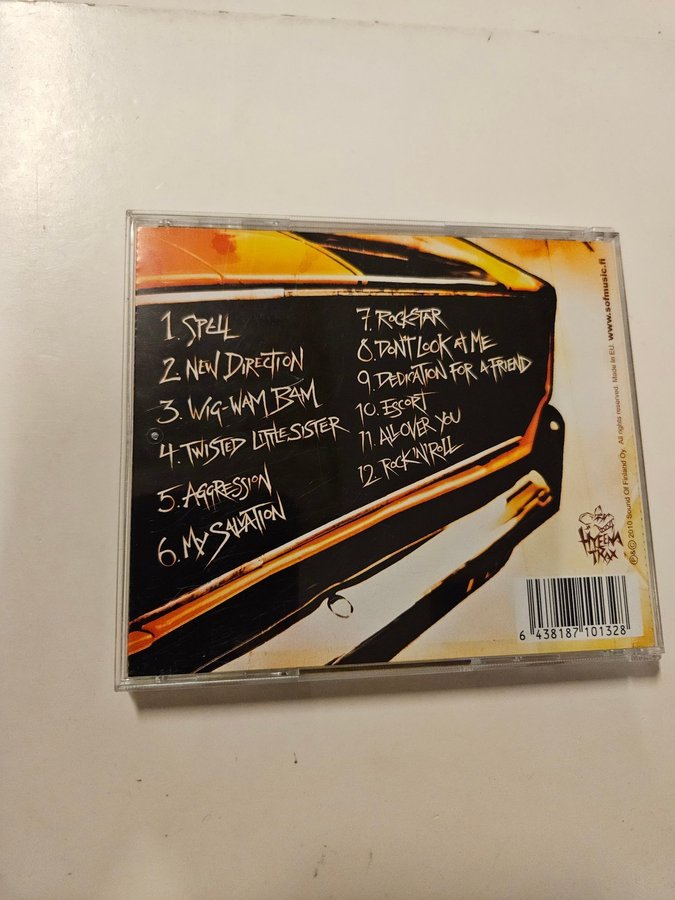 1. SPELL
2. NEW DIRECTION
3. WIG-WAM BAM
4. TWISTED LITTLE SISTER
5. AGGRESSION
6. MY SALVATION
7. ROCKSTAR
8. DON'T LOOK AT ME
9. DEDICATION FOR A FRIEND
10. ESCORT
11. ALL OVER YOU
12. ROCK'N'ROLL
℗&© 2010 Sound Of Finland Oy. All rights reserved. Made in EU. www.sofmusic.fi
HYEENA
TRAX
6 438187 101328